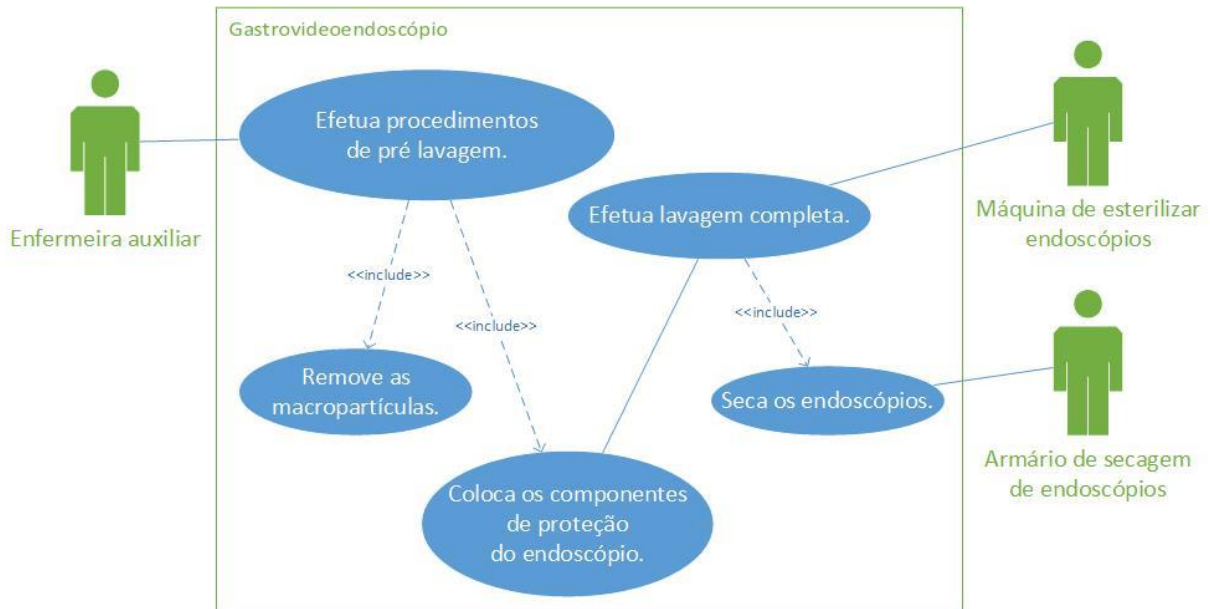 Gastrovideoendoscópio
Efetua procedimentos
de pré lavagem.
Enfermeira auxiliar
Efetua lavagem completa.
Máquina de esterilizar
endoscópios
<<include>>
<<include>>
<<include>>
Remove as
macropartículas.
Seca os endoscópios.
Armário de secagem
de endoscópios
Coloca os componentes
de proteção
do endoscópio.